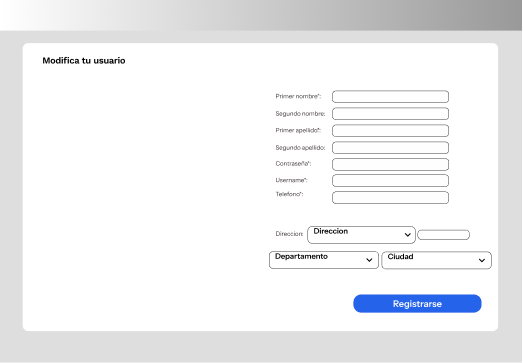 Modifica tu usuario
Primer nombre*:
Segundo nombre:
Primer apellido*:
Segundo apellido:
Contraseña*:
Username*:
Telefono*:
Direccion: Direccion
Departamento Ciudad
Registrarse